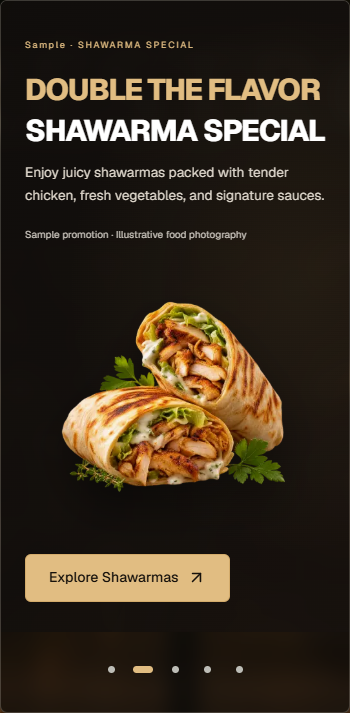 Sample · SHAWARMA SPECIAL
DOUBLE THE FLAVOR
SHAWARMA SPECIAL
Enjoy juicy shawarmas packed with tender
chicken, fresh vegetables, and signature sauces.
Sample promotion · Illustrative food photography
Explore Shawarmas